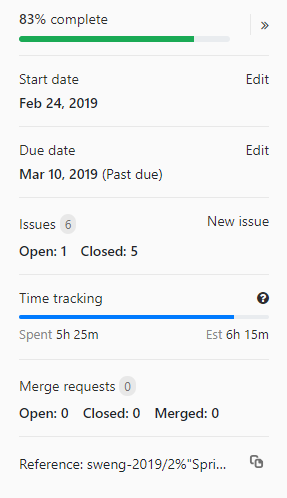 83% complete
»
Start date Edit
Feb 24, 2019
Due date Edit
Mar 10, 2019 (Past due)
Issues 6 New issue
Open: 1 Closed: 5
Time tracking ?
Spent 5h 25m Est 6h 15m
Merge requests 0
Open: 0 Closed: 0 Merged: 0
Reference: sweng-2019/2%"Spri...